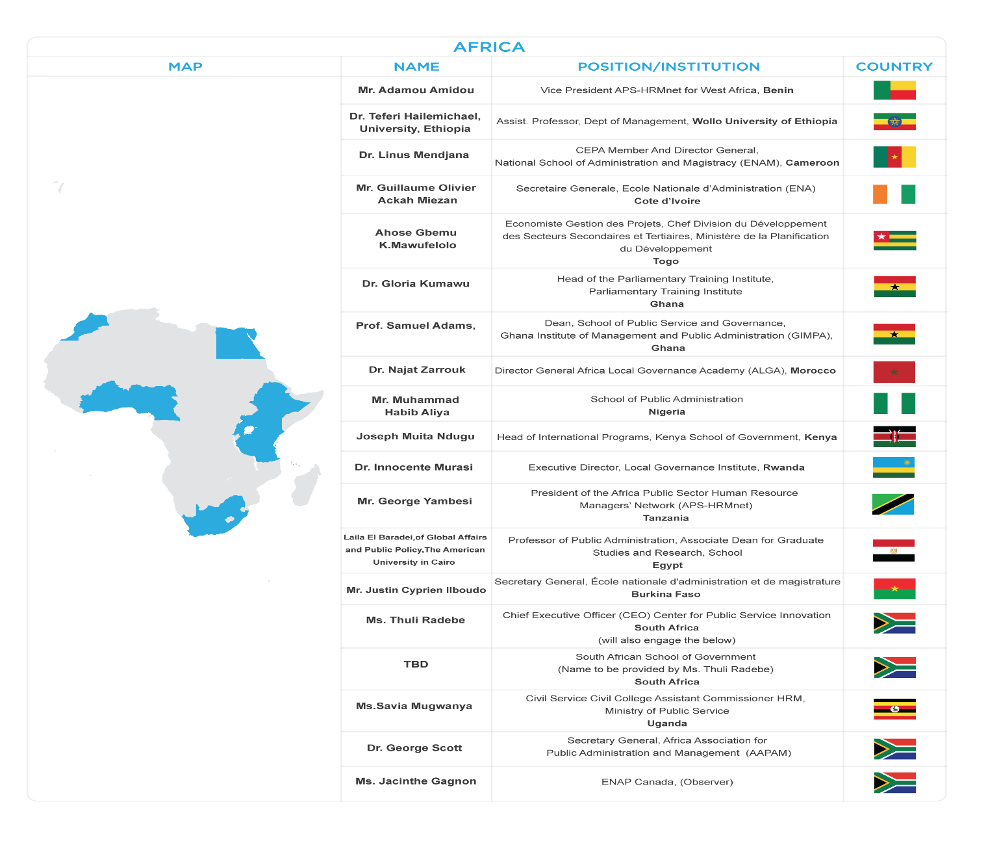 AFRICA
MAP
NAME
POSITION/INSTITUTION
COUNTRY
Mr. Adamou Amidou
Vice President APS-HRMnet for West Africa, Benin
Dr. Teferi Hailemichael,
University, Ethiopia
Assist. Professor, Dept of Management, Wollo University of Ethiopia
Dr. Linus Mendjana
CEPA Member And Director General,
National School of Administration and Magistracy (ENAM), Cameroon
Mr. Guillaume Olivier
Ackah Miezan
Secretaire Generale, Ecole Nationale d'Administration (ENA)
Cote d'Ivoire
Ahose Gbemu
K.Mawufelolo
Economiste Gestion des Projets, Chef Division du Développement
des Secteurs Secondaires et Tertiaires, Ministère de la Planification
du Développement
Togo
Dr. Gloria Kumawu
Head of the Parliamentary Training Institute,
Parliamentary Training Institute
Ghana
Prof. Samuel Adams,
Dean, School of Public Service and Governance,
Ghana Institute of Management and Public Administration (GIMPA),
Ghana
Dr. Najat Zarrouk
Director General Africa Local Governance Academy (ALGA), Morocco
Mr. Muhammad
Habib Aliya
School of Public Administration
Nigeria
Joseph Muita Ndugu
Head of International Programs, Kenya School of Government, Kenya
Dr. Innocente Murasi
Executive Director, Local Governance Institute, Rwanda
Mr. George Yambesi
President of the Africa Public Sector Human Resource
Managers' Network (APS-HRMnet)
Tanzania
Laila El Baradei,of Global Affairs
and Public Policy,The American
University in Cairo
Professor of Public Administration, Associate Dean for Graduate
Studies and Research, School
Egypt
Mr. Justin Cyprien Ilboudo
Secretary General, École nationale d'administration et de magistrature
Burkina Faso
Ms. Thuli Radebe
Chief Executive Officer (CEO) Center for Public Service Innovation
South Africa
(will also engage the below)
TBD
South African School of Government
(Name to be provided by Ms. Thuli Radebe)
South Africa
Ms.Savia Mugwanya
Civil Service Civil College Assistant Commissioner HRM,
Ministry of Public Service
Uganda
Dr. George Scott
Secretary General, Africa Association for
Public Administration and Management (AAPAM)
Ms. Jacinthe Gagnon
ENAP Canada, (Observer)